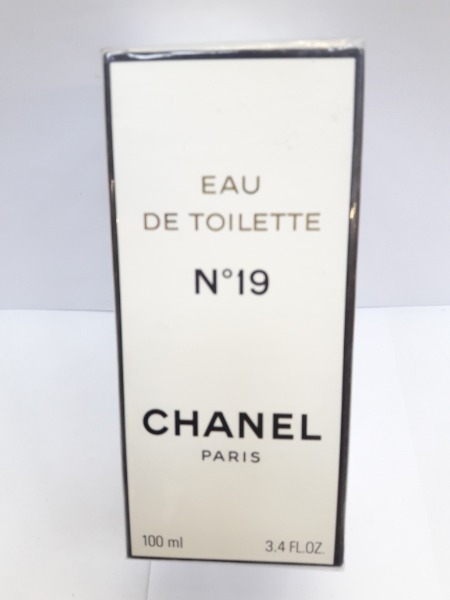 EAU
DE TOILETTE
N°19
CHANEL
PARIS
100 ml 3.4 FL.OZ.